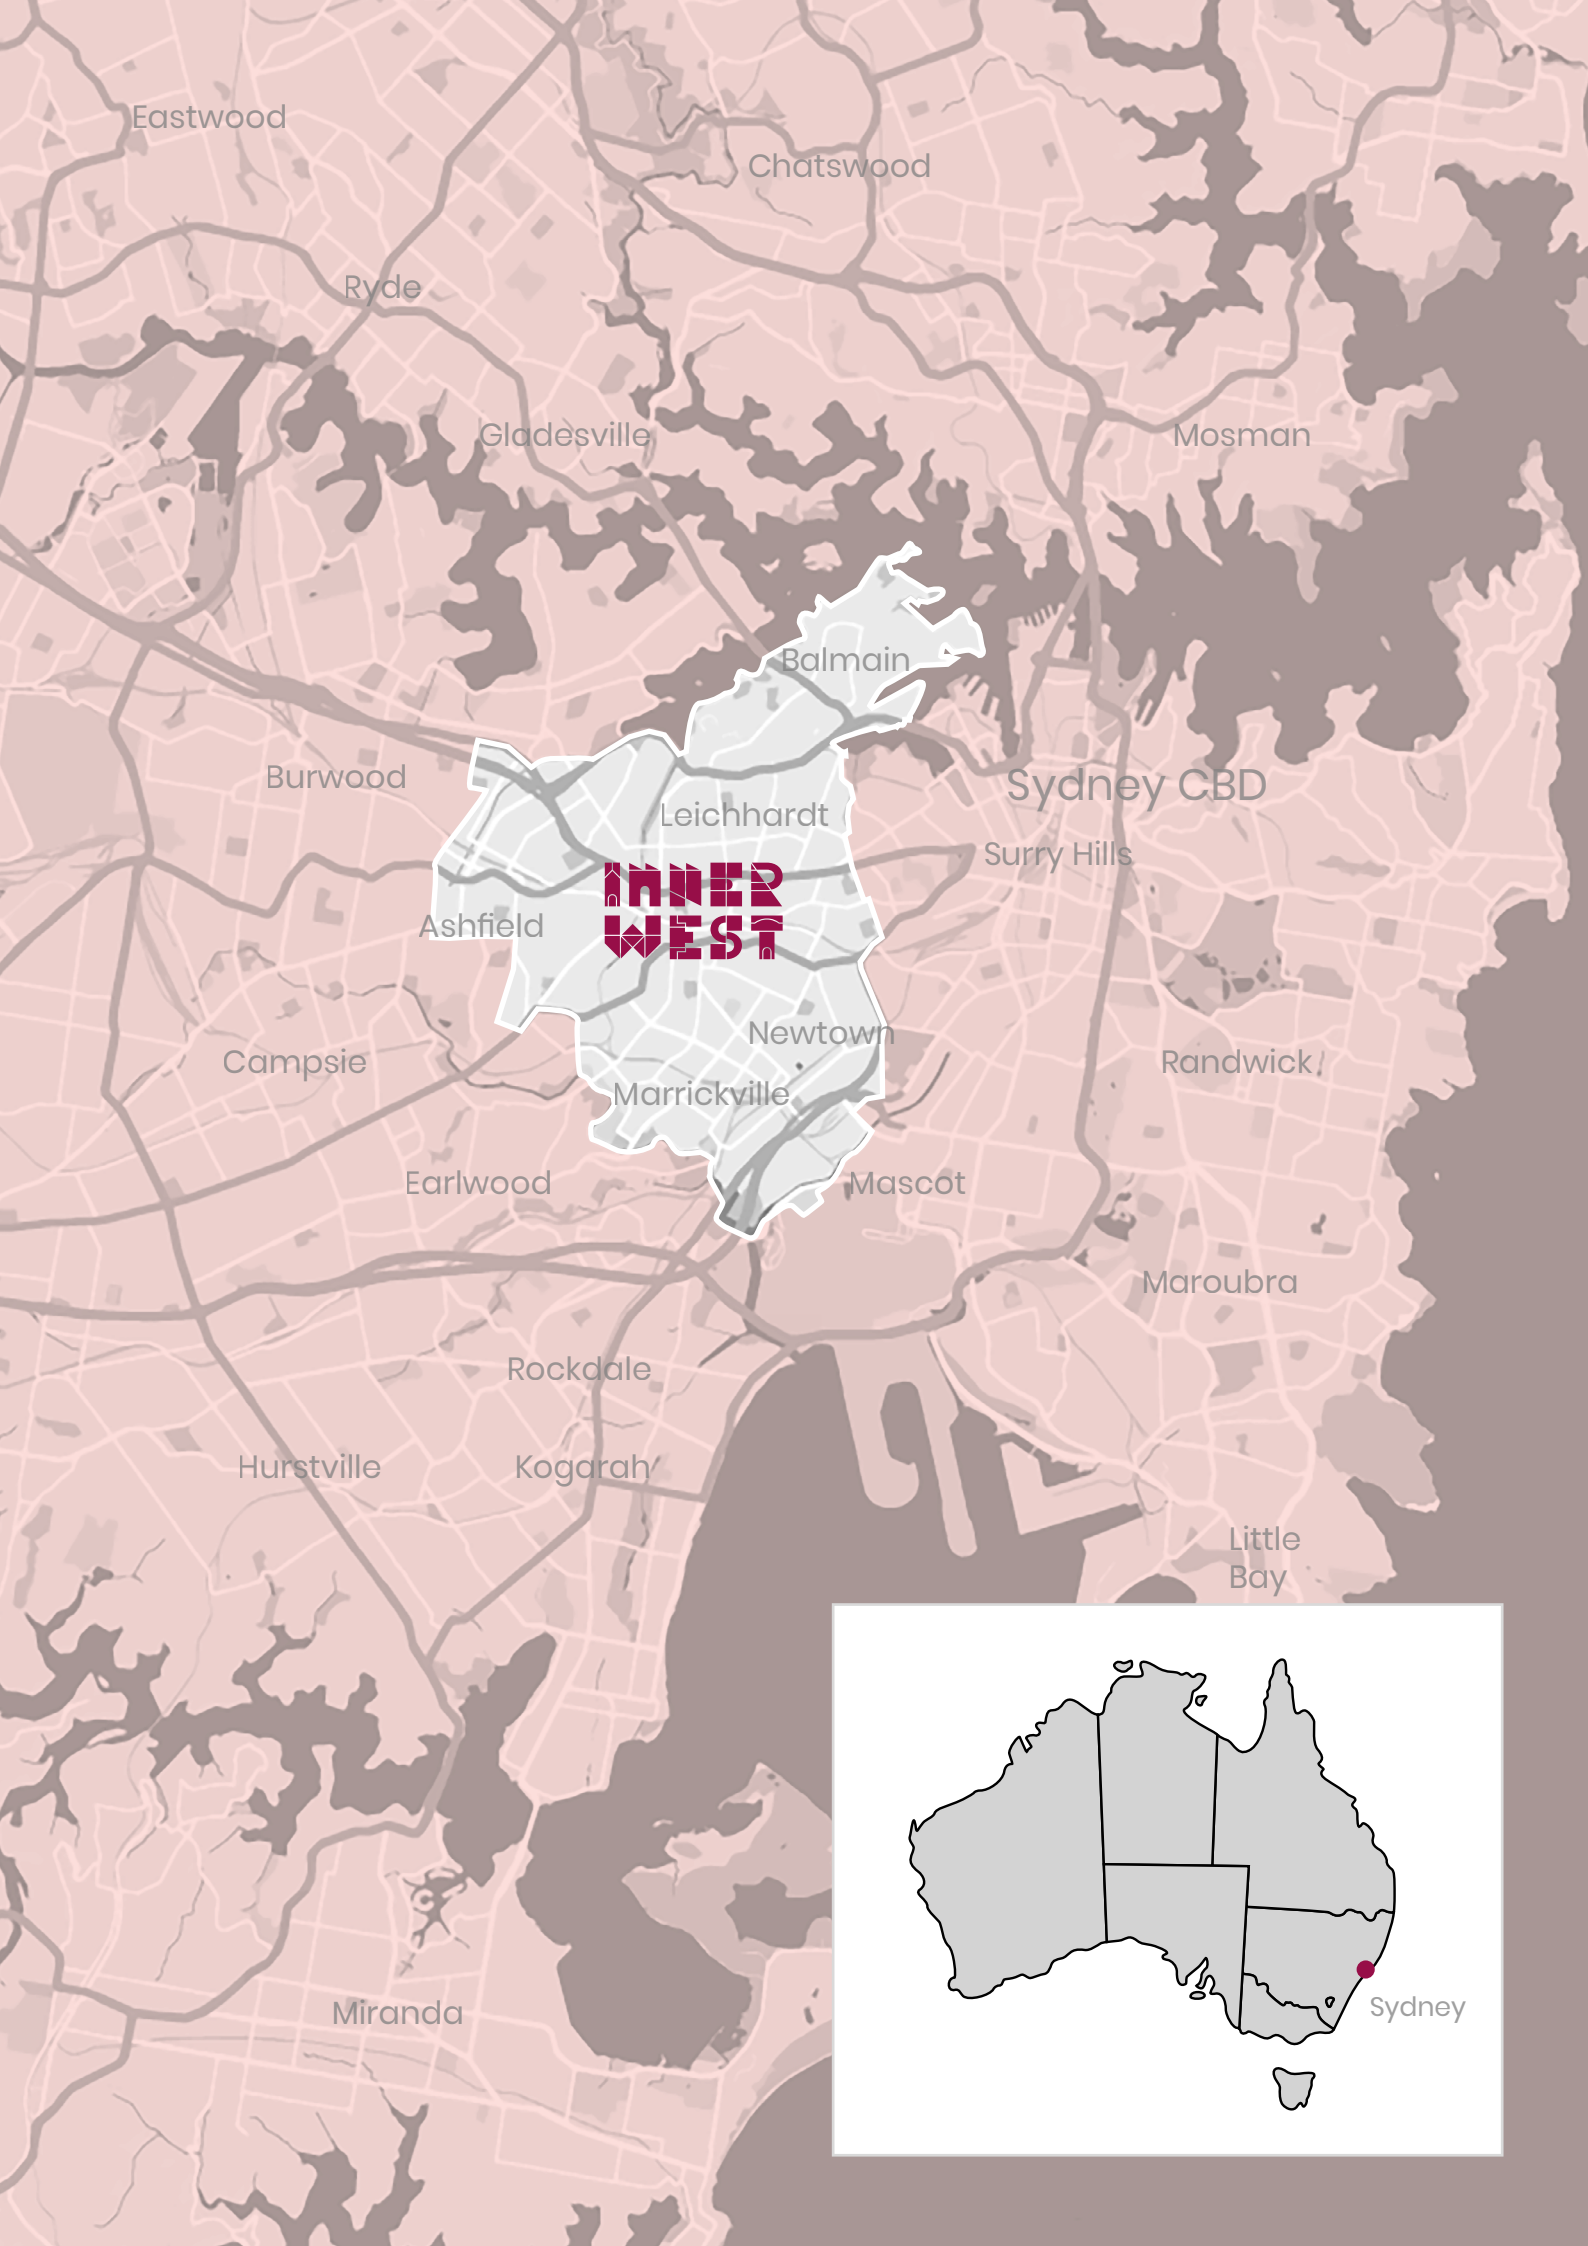 Eastwood
Chatswood
Ryde
Gladesville
Mosman
Balmain
Burwood
Sydney CBD
Leichhardt
Surry Hills
INNER
WEST
Ashfield
Newtown
Campsie
Randwick
Marrickville
Earlwood
Mascot
Maroubra
Rockdale
Hurstville
Kogarah
Little
Bay
Sydney
Miranda